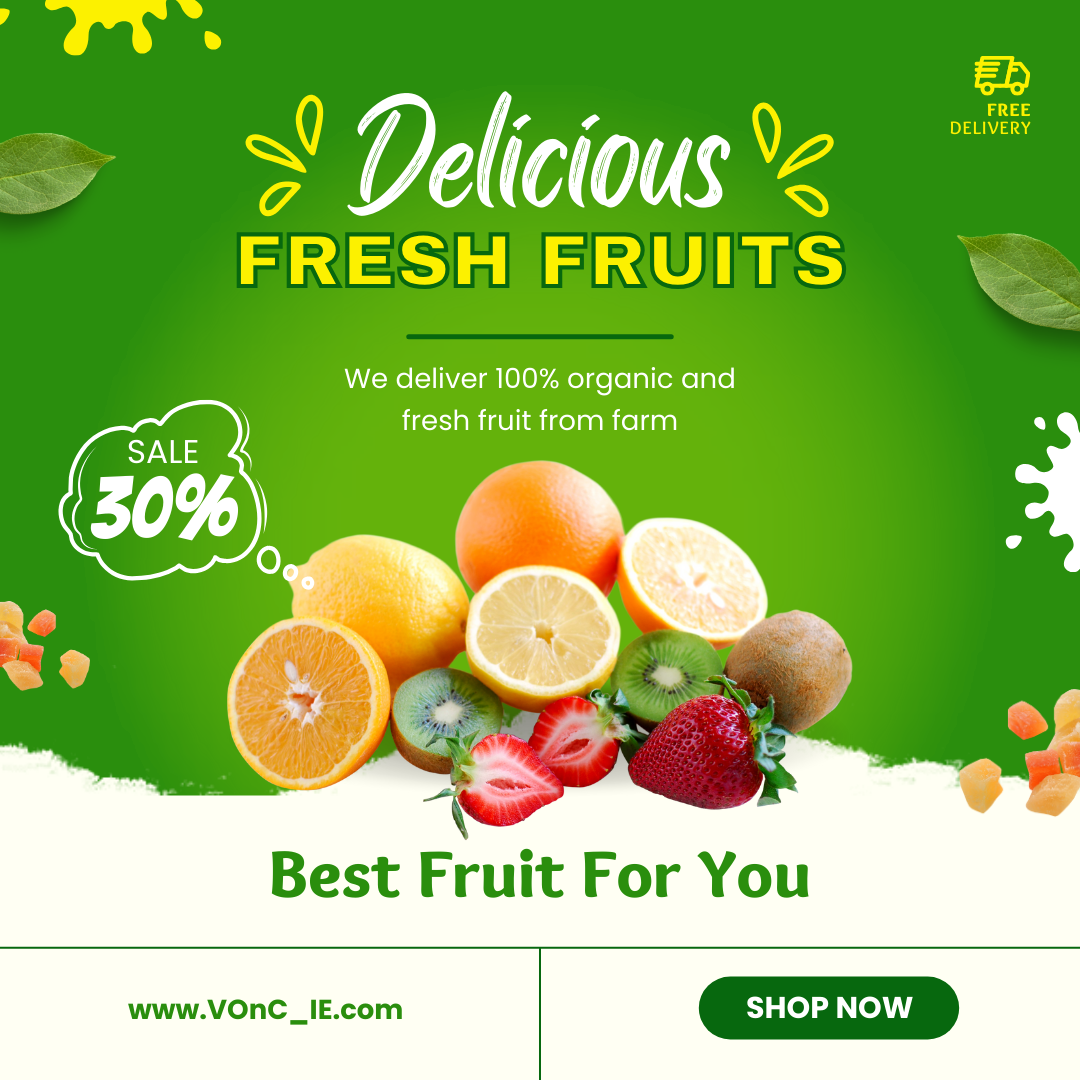 FREE
DELIVERY
Delicious
FRESH FRUITS
We deliver 100% organic and
fresh fruit from farm
SALE
30%
Best Fruit For You
www.VOnC_IE.com
SHOP NOW